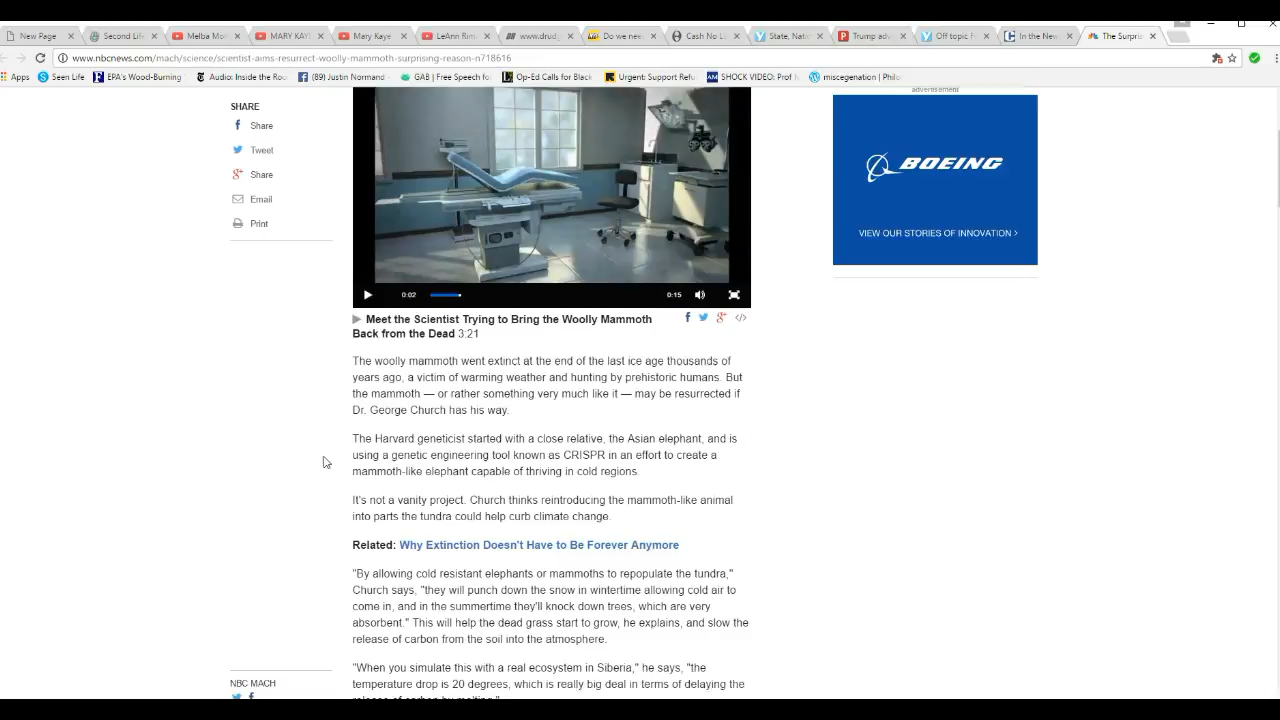 New Page
Second Life
Melba Mo
MARY KAY
Mary Kaye
LeAnn Rim
www.drud
Do we nee
Cash No L
State, Nati
Trump adv
Off topic F
In the New
The Surpris
www.nbcnews.com/mach/science/scientist-aims-resurrect-woolly-mammoth-surprising-reason-n718616
Apps
Seen Life
EPA's Wood-Burning
Audio: Inside the Roo
(89) Justin Normand
GAB | Free Speech fo
Op-Ed Calls for Black
Urgent: Support Refu
SHOCK VIDEO: Prof
miscegenation | Philo
SHARE
Share
Tweet
Share
Email
Print
advertisement
BOEING
VIEW OUR STORIES OF INNOVATION >
0:02
0:15
Meet the Scientist Trying to Bring the Woolly Mammoth
Back from the Dead 3:21
The woolly mammoth went extinct at the end of the last ice age thousands of
years ago, a victim of warming weather and hunting by prehistoric humans. But
the mammoth — or rather something very much like it — may be resurrected if
Dr. George Church has his way.
The Harvard geneticist started with a close relative, the Asian elephant, and is
using a genetic engineering tool known as CRISPR in an effort to create a
mammoth-like elephant capable of thriving in cold regions.
It's not a vanity project. Church thinks reintroducing the mammoth-like animal
into parts the tundra could help curb climate change.
Related: Why Extinction Doesn't Have to Be Forever Anymore
"By allowing cold resistant elephants or mammoths to repopulate the tundra,"
Church says, "they will punch down the snow in wintertime allowing cold air to
come in, and in the summertime they'll knock down trees, which are very
absorbent." This will help the dead grass start to grow, he explains, and slow the
release of carbon from the soil into the atmosphere.
"When you simulate this with a real ecosystem in Siberia," he says, "the
temperature drop is 20 degrees, which is really big deal in terms of delaying the
release of carbon by melting."
NBC MACH